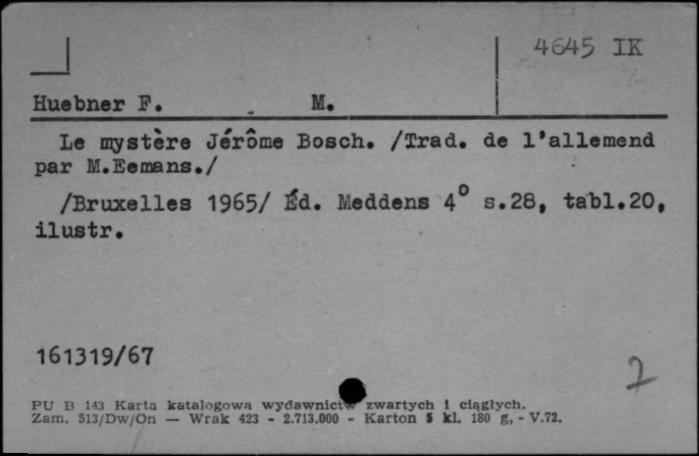 4645 IK
Huebner F. M.
Le mystère Jérôme Bosch. /Trad. de l'allemend
par M.Eemans./
/Bruxelles 1965/ Éd. Meddens 4° s.28, tabl.20,
ilustr.
161319/67
2
PU B 143 Karta katalogowa wydawnictw zwartych i ciągłych.
Zam. 513/Dw/On — Wrak 423 - 2.713.000 - Karton 5 kl. 180 g, - V.72.